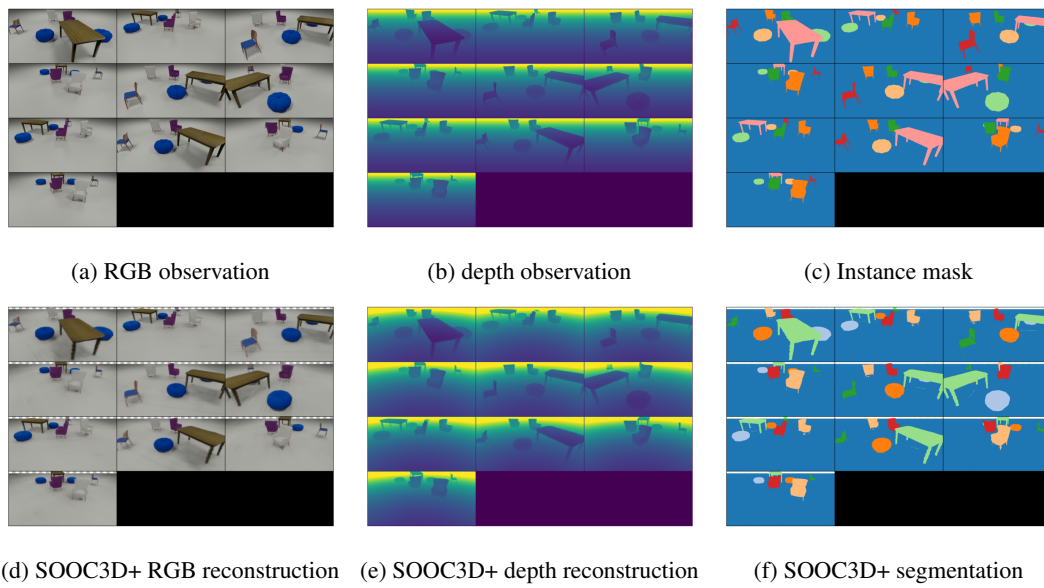 (a) RGB observation
(b) depth observation
(c) Instance mask
(d) SOOC3D+ RGB reconstruction
(e) SOOC3D+ depth reconstruction
(f) SOOC3D+ segmentation